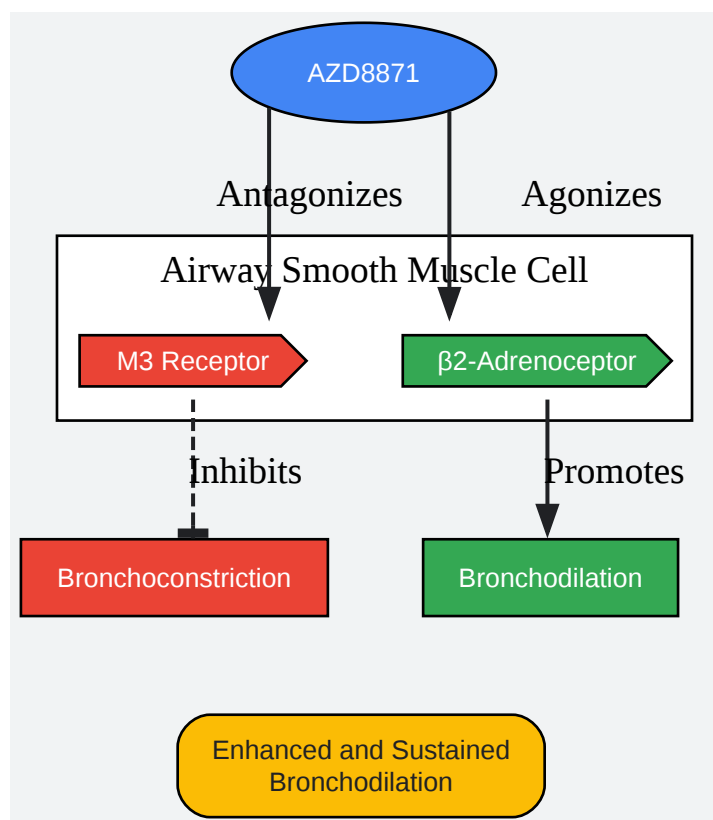 AZD8871
Antagonizes
Agonizes
Airway Smooth Muscle Cell
M3 Receptor
β2-Adrenoceptor
Inhibits
Promotes
Bronchoconstriction
Bronchodilation
Enhanced and Sustained
Bronchodilation